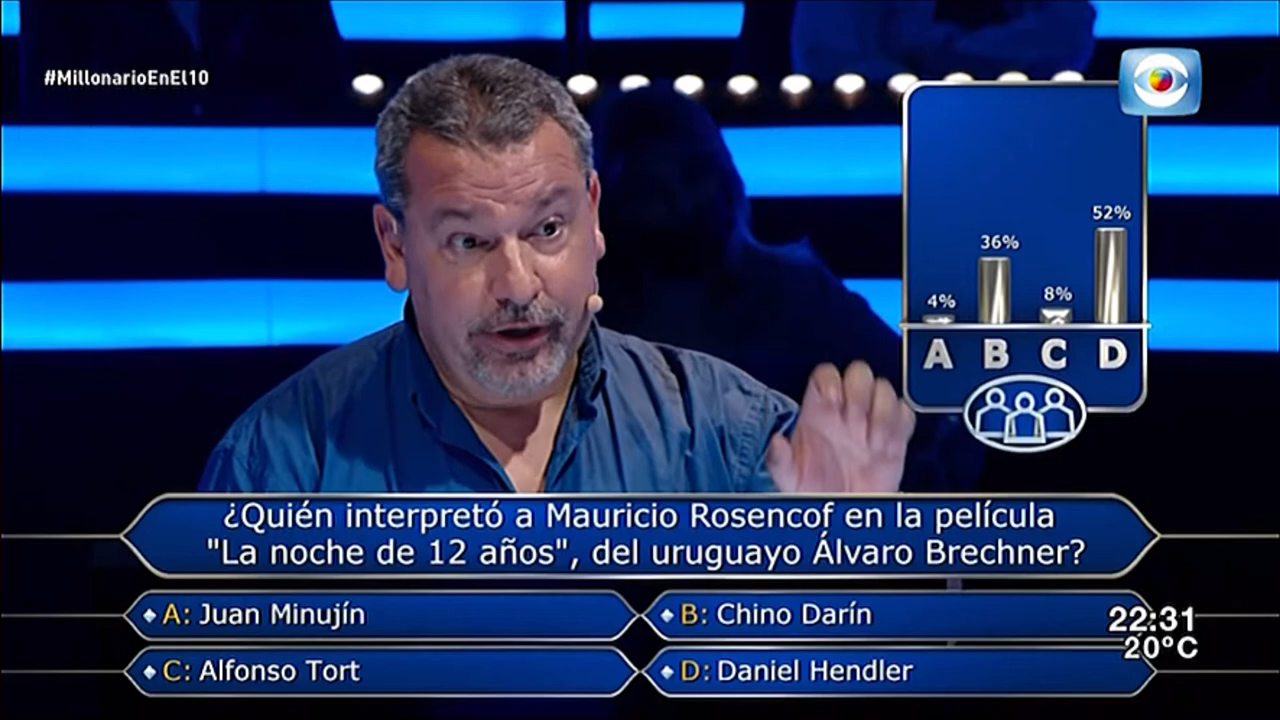 #MillonarioEnEl10
52%
36%
4%
8%
A B C D
¿Quién interpretó a Mauricio Rosencof en la película
"La noche de 12 años", del uruguayo Álvaro Brechner?
A: Juan Minujín
B: Chino Darín
22:31
20ºC
C: Alfonso Tort
D: Daniel Hendler